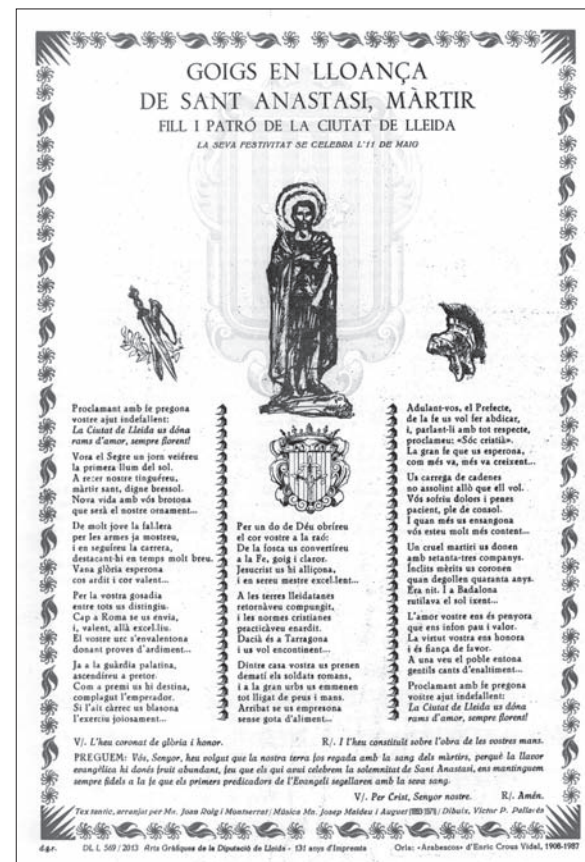 GOIGS EN LLOANÇA
DE SANT ANASTASI, MÀRTIR
FILL I PATRÓ DE LA CIUTAT DE LLEIDA
LA SEVA FESTIVITAT SE CELEBRA L'11 DE MAIG
Proclamant amb fe pregona
vostre ajut indefallent:
La Ciutat de Lleida us dóna
rams d'amor, sempre florent!
Vora el Segre un jorn veiéreu
la primera llum del sol.
A recer nostre tinguéreu,
màrtir sant, digne bressol.
Nova vida amb vós brotona
que serà el nostre ornament...
De molt jove la fal.lera
per les armes ja mostreu,
i en seguíreu la carrera,
destacant-hi en temps molt breu.
Vana glòria esperona
cos ardit i cor valent...
Per la vostra gosadia
entre tots us distingiu.
Cap a Roma se us envia,
i, valent, allà excel.liu.
El vostre urc s'envalentona
donant proves d'ardiment...
Ja a la guàrdia palatina,
ascendíreu a pretor.
Com a premi us hi destina,
complagut l'emperador.
Si l'alt càrrec us blasona
l'exerciu joiosament...
Per un do de Déu obríreu
el cor vostre a la raó:
De la fosca us convertíreu
a la Fe, goig i claror.
Jesucrist us hi alliçona,
i en sereu mestre excel.lent...
A les terres lleidatanes
retornàveu compungit,
i les normes cristianes
practicàveu enardit.
Dacià és a Tarragona
i us vol encontinent...
Dintre casa vostra us prenen
dematí els soldats romans,
i a la gran urbs us emmenen
tot lligat de peus i mans.
Arribat se us empresona
sense gota d'aliment...
Adulant-vos, el Prefecte,
de la fe us vol fer abdicar,
i, parlant-li amb tot respecte,
proclameu: «Sóc cristià».
La gran fe que us esperona,
com més va, més va creixent...
Us carrega de cadenes
no assolint allò que ell vol.
Vós sofriu dolors i penes
pacient, ple de consol.
I quan més us ensangona
vós esteu molt més content...
Un cruel martiri us donen
amb setanta-tres companys.
Ínclits màrtirs us coronen
quan degollen quaranta anys.
Era nit. I a Badalona
rutilava el sol ixent...
L'amor vostre ens és penyora
que ens infon pau i valor.
La virtut vostra ens honora
i és fiança de favor.
A una veu el poble entona
gentils cants d'enaltiment...
Proclamant amb fe pregona
vostre ajut indefallent:
La Ciutat de Lleida us dóna
rams d'amor, sempre florent!
V/. L'heu coronat de glòria i honor. R/. I l'heu constituït sobre l'obra de les vostres mans.
PREGUEM: Vós, Senyor, heu volgut que la nostra terra fos regada amb la sang dels màrtirs, perquè la llavor
evangèlica hi donés fruit abundant, feu que els qui avui celebrem la solemnitat de Sant Anastasi, ens mantinguem
sempre fidels a la fe que els primers predicadors de l'Evangeli segellaren amb la seva sang.
V/. Per Crist, Senyor nostre. R/. Amén.
Tex tanric, arranjat per Mn. Joan Roig i Montserrat / Música Mn. Josep Maideu i Auguet / Dibuix, Víctor P. Pallarés
d.g.r. DL L 569 / 2013 Arts Gràfiques de la Diputació de Lleida - 131 anys d'Impremta Orla: «Arabescos» d'Enric Crous Vidal, 1908-1987